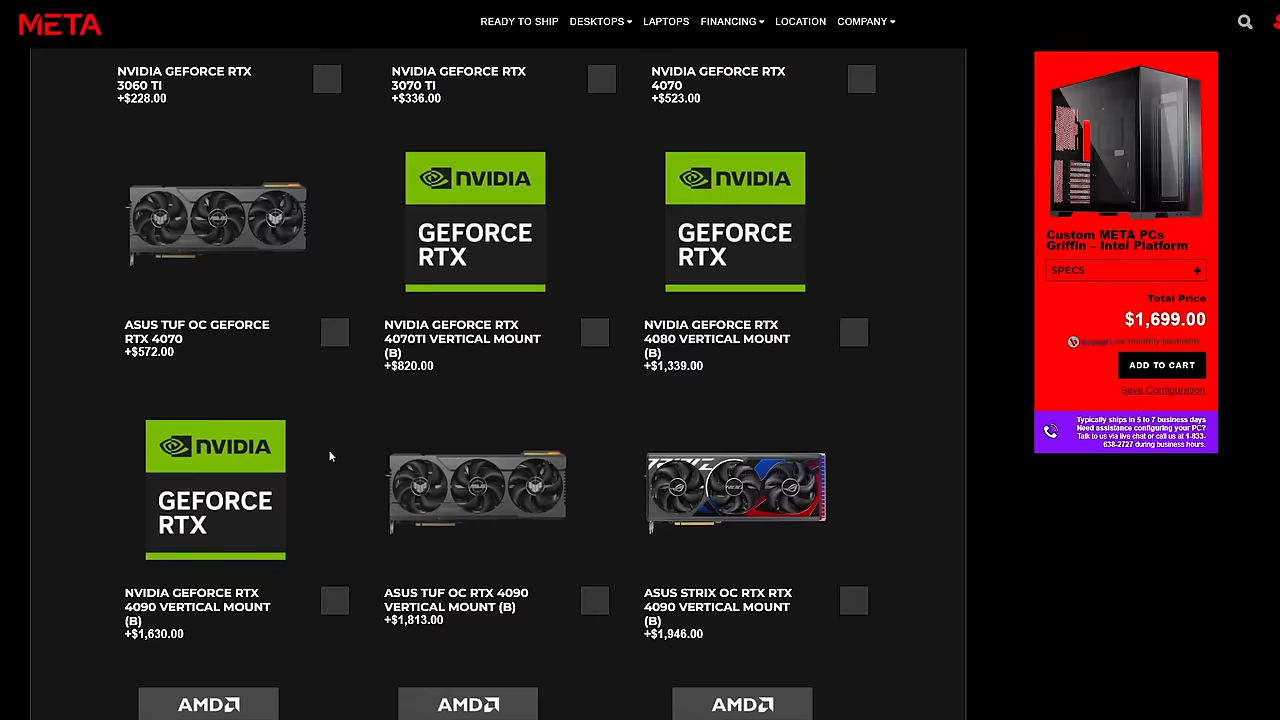 META
READY TO SHIP
DESKTOPS
LAPTOPS
FINANCING
LOCATION
COMPANY
NVIDIA GEFORCE RTX
3060 TI
+$228.00
NVIDIA GEFORCE RTX
3070 TI
+$336.00
NVIDIA GEFORCE RTX
4070
+$523.00
NVIDIA
GEFORCE
RTX
NVIDIA
GEFORCE
RTX
ASUS TUF OC GEFORCE
RTX 4070
+$572.00
NVIDIA GEFORCE RTX
4070TI VERTICAL MOUNT
(B)
+$820.00
NVIDIA GEFORCE RTX
4080 VERTICAL MOUNT
(B)
+$1,339.00
NVIDIA
GEFORCE
RTX
NVIDIA GEFORCE RTX
4090 VERTICAL MOUNT
(B)
+$1,630.00
ASUS TUF OC RTX 4090
VERTICAL MOUNT (B)
+$1,813.00
ASUS STRIX OC RTX RTX
4090 VERTICAL MOUNT
(B)
+$1,946.00
AMD
AMD
AMD
Custom META PCs
Griffin – Intel Platform
SPECS +
Total Price
$1,699.00
Low monthly payments
ADD TO CART
Save Configuration
Typically ships in 5 to 7 business days
Need assistance configuring your PC?
Talk to us via live chat or call us at 1-833-
638-2727 during business hours.